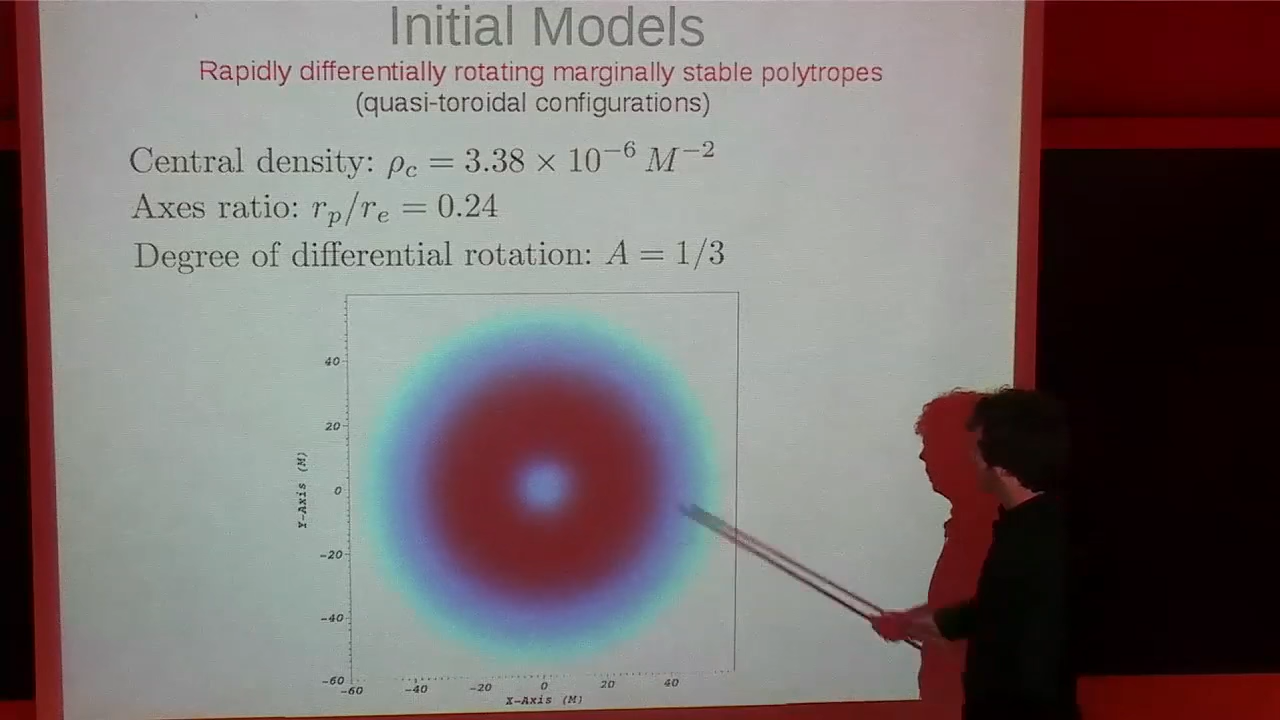 Initial Models
Rapidly differentially rotating marginally stable polytropes
(quasi-toroidal configurations)
Central density: ρ_c = 3.38 × 10⁻⁶ M⁻²
Axes ratio: r_p/r_e = 0.24
Degree of differential rotation: A = 1/3
40
20
0
-20
-40
-60
Y-Axis (M)
-60 -40 -20 0 20 40
X-Axis (M)